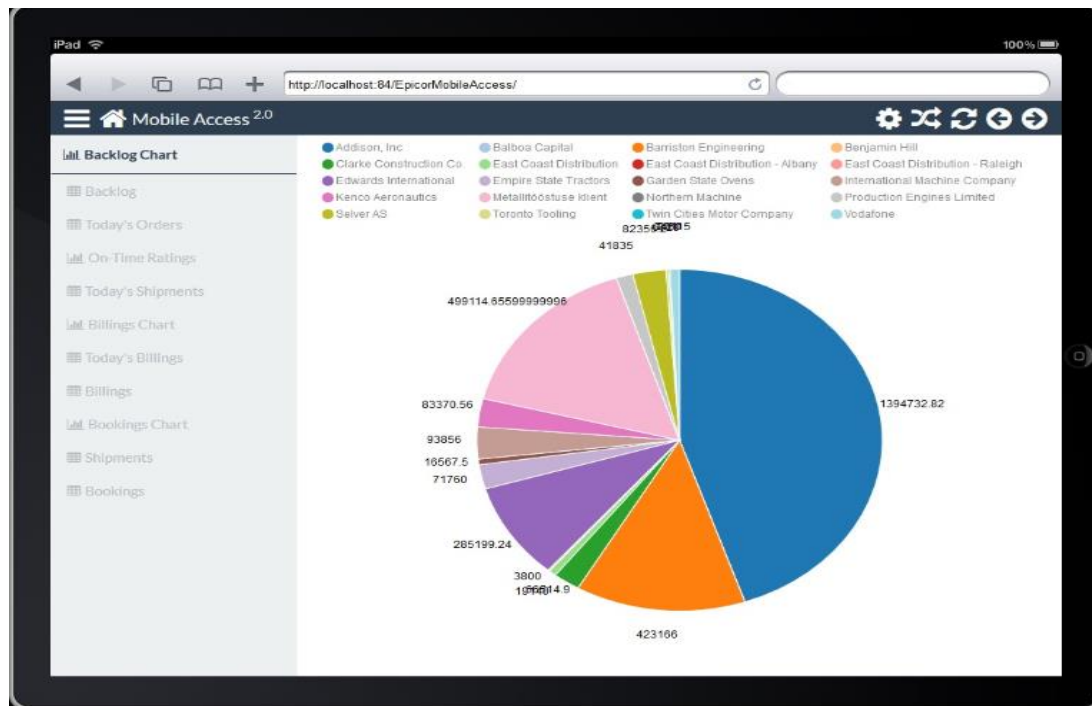 iPad
100%
http://localhost:84/EpicorMobileAccess/
Mobile Access 2.0
Backlog Chart
Backlog
Today's Orders
On-Time Ratings
Today's Shipments
Billings Chart
Today's Billings
Billings
Bookings Chart
Shipments
Bookings
Addison, Inc Balboa Capital Barriston Engineering Benjamin Hill
Clarke Construction Co. East Coast Distribution East Coast Distribution - Albany East Coast Distribution - Raleigh
Edwards International Empire State Tractors Garden State Ovens International Machine Company
Kenco Aeronautics Metallitööstuse klient Northern Machine Production Engines Limited
Selver AS Toronto Tooling Twin Cities Motor Company Vodafone
41835
499114.65599999996
1394732.82
83370.56
93856
16567.5
71760
285199.24
3800
423166